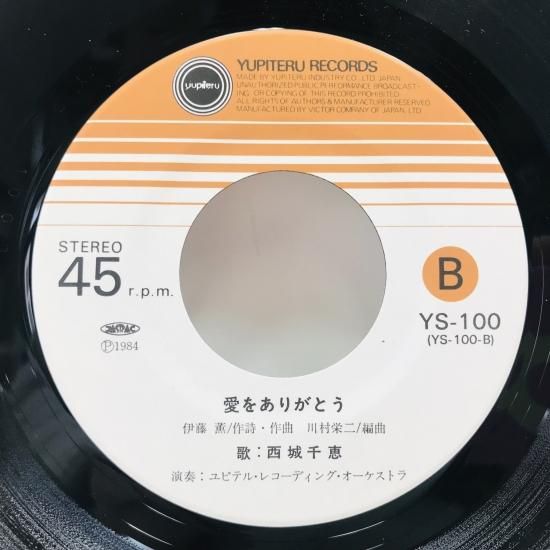 yupiteru
YUPITERU RECORDS
MADE BY YUPITERU INDUSTRY CO., LTD. JAPAN.
UNAUTHORIZED PUBLIC PERFORMANCE BROADCAST-
ING OR COPYING OF THIS RECORD PROHIBITED
ALL RIGHTS OF AUTHORS & MANUFACTURER RESERVED
MANUFACTURED BY VICTOR COMPANY OF JAPAN, LTD.
STEREO
45 r.p.m.
B
YS-100
(YS-100-B)
JASRAC
Ⓟ1984
愛をありがとう
伊藤 薫/作詩・作曲 川村栄二/編曲
歌:西城千恵
演奏:ユピテル・レコーディング・オーケストラ